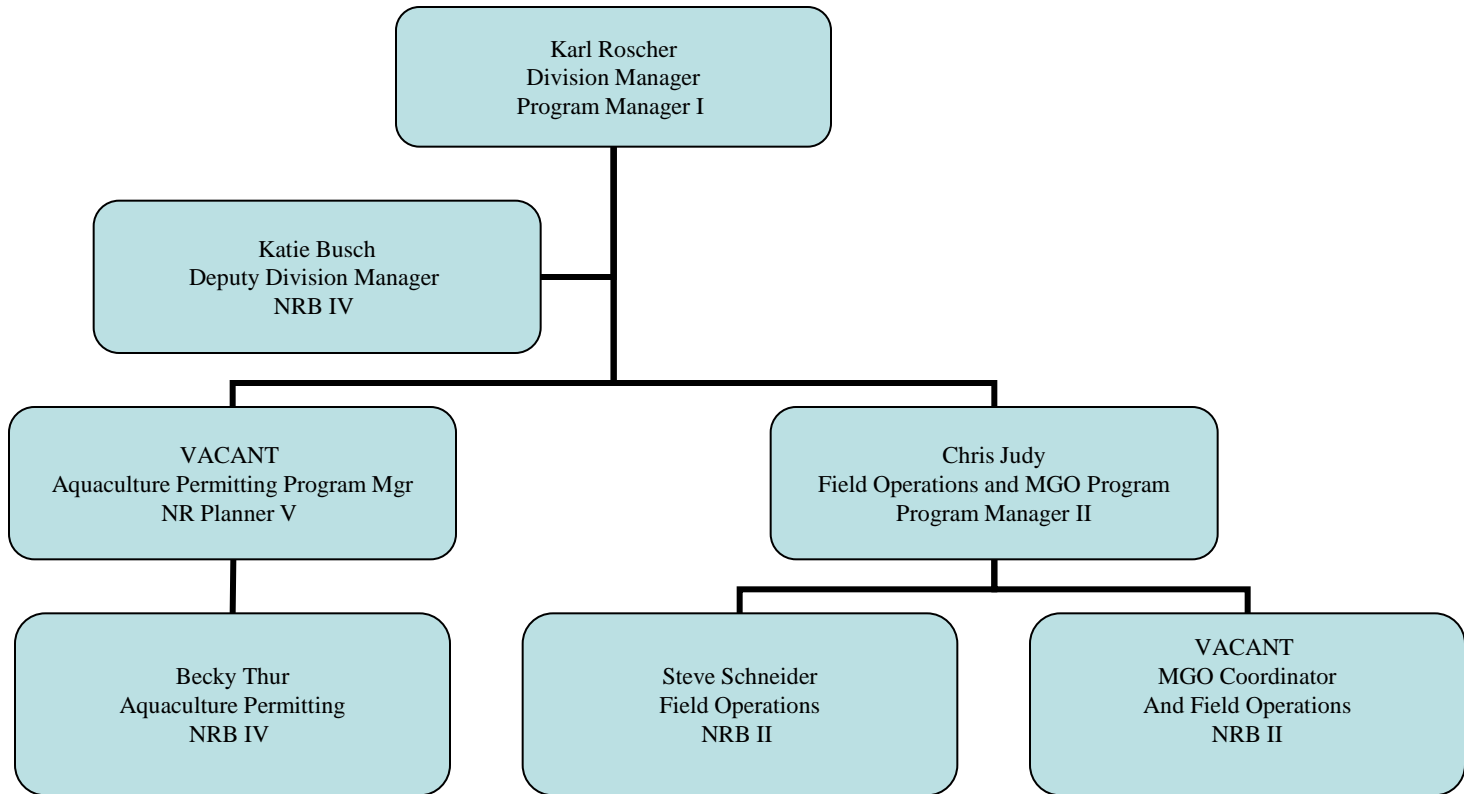 Karl Roscher
Division Manager
Program Manager I
Katie Busch
Deputy Division Manager
NRB IV
VACANT
Aquaculture Permitting Program Mgr
NR Planner V
Chris Judy
Field Operations and MGO Program
Program Manager II
Becky Thur
Aquaculture Permitting
NRB IV
Steve Schneider
Field Operations
NRB II
VACANT
MGO Coordinator
And Field Operations
NRB II